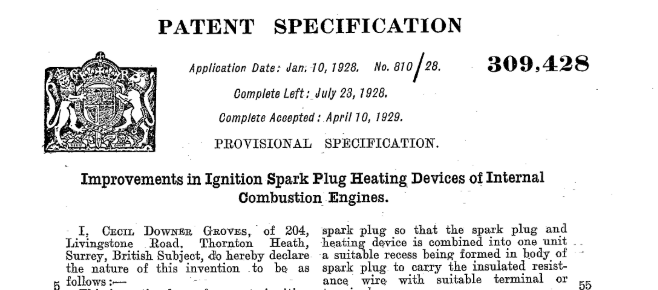 PATENT SPECIFICATION
Application Date: Jan. 10, 1928. No. 810/28.
309,428
Complete Left: July 23, 1928.
Complete Accepted: April 10, 1929.
PROVISIONAL SPECIFICATION.
Improvements in Ignition Spark Plug Heating Devices of Internal
Combustion Engines.
I, CECIL DOWNER GROVES, of 204,
Livingstone Road, Thornton Heath,
Surrey, British Subject, do hereby declare
the nature of this invention to be as
5 follows:—
spark plug so that the spark plug and
heating device is combined into one unit
a suitable recess being formed in body of
spark plug to carry the insulated resist-
ance wire with suitable terminal or
55